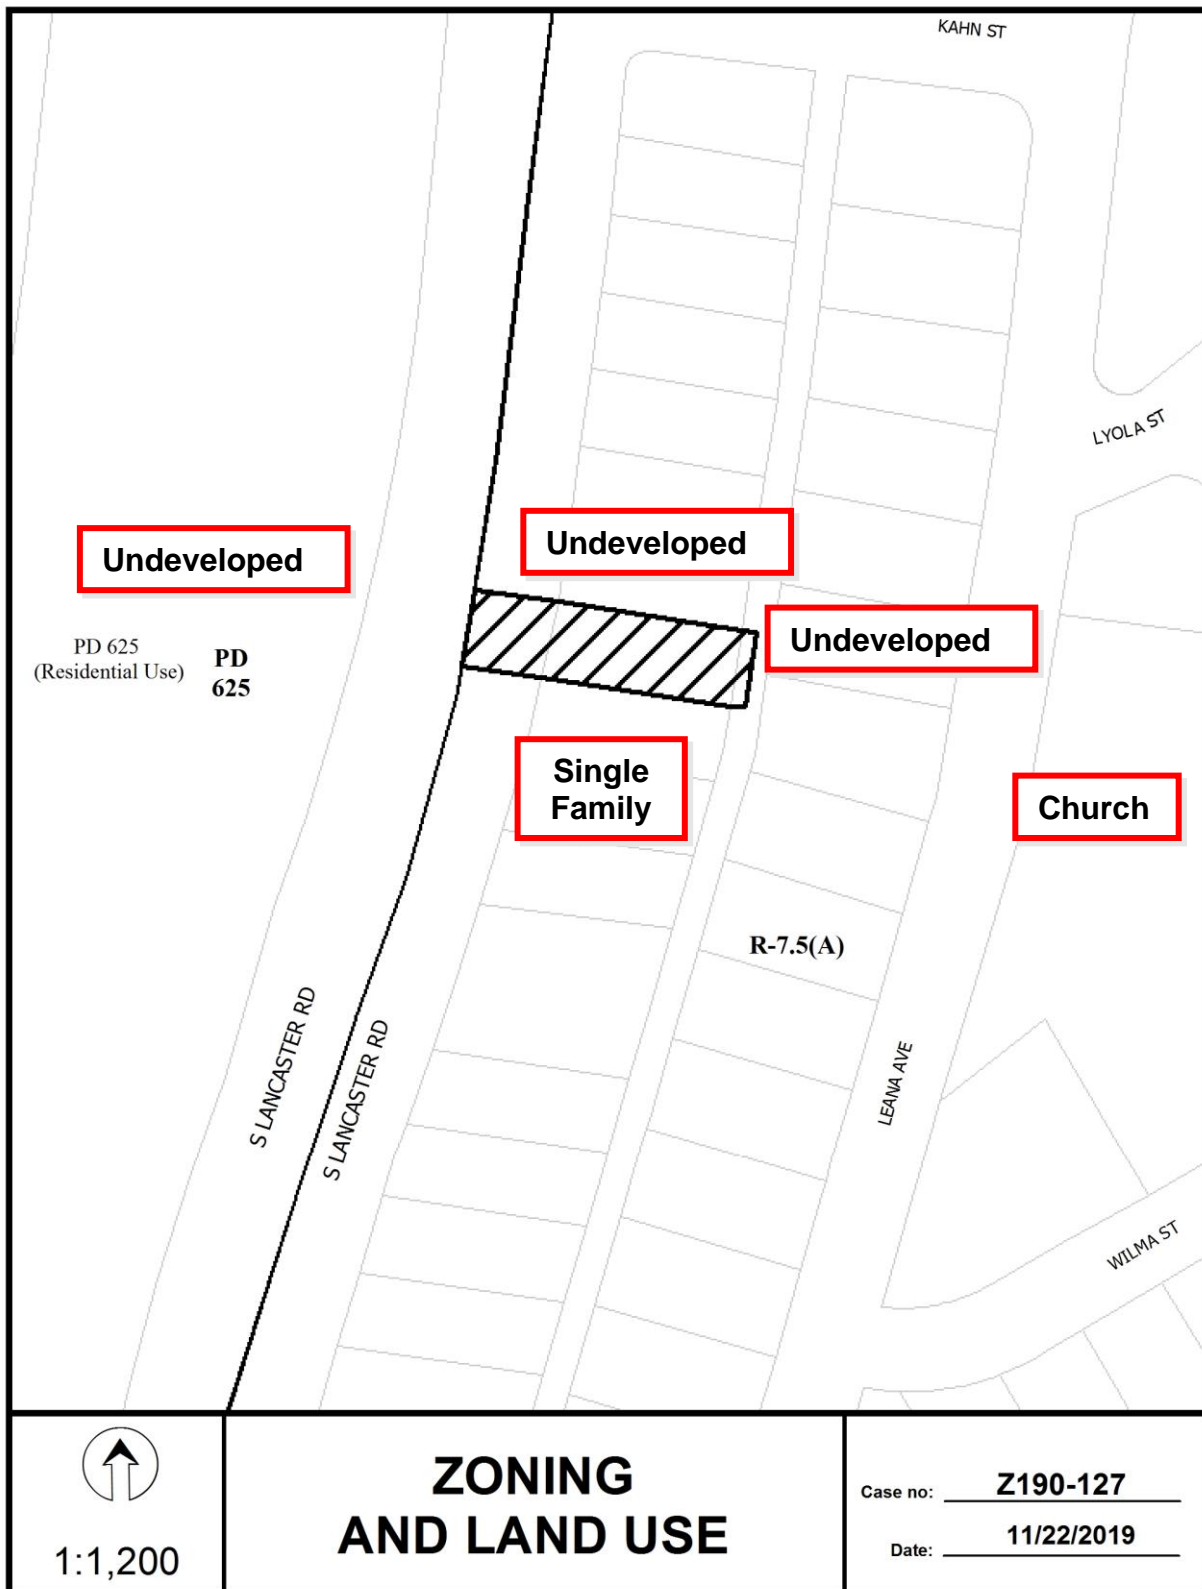 KAHN ST
LYOLA ST
Undeveloped
Undeveloped
Undeveloped
PD 625
(Residential Use)
PD
625
Single
Family
Church
R-7.5(A)
S LANCASTER RD
S LANCASTER RD
LEANA AVE
WILMA ST
1:1,200
ZONING
AND LAND USE
Case no: Z190-127
Date: 11/22/2019